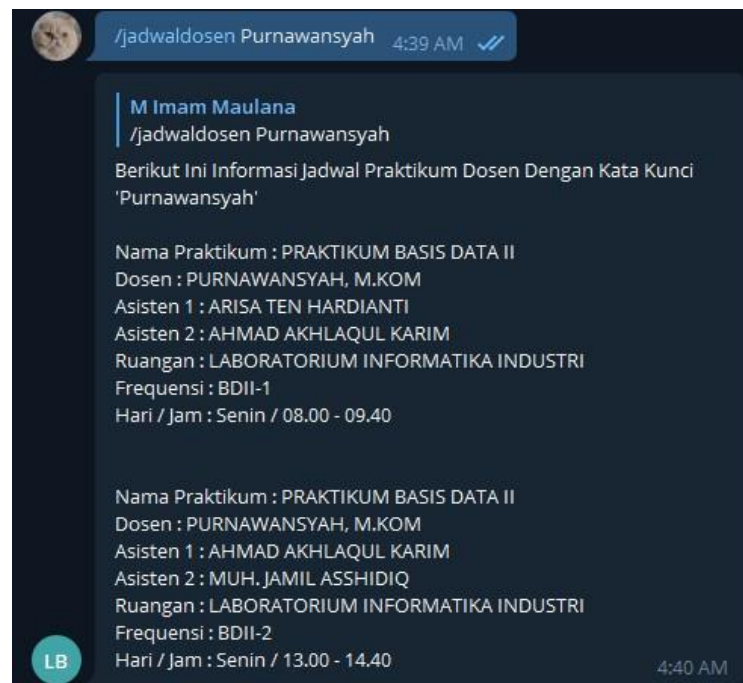 /jadwaldosen Purnawansyah 4:39 AM
M Imam Maulana
/jadwaldosen Purnawansyah
Berikut Ini Informasi Jadwal Praktikum Dosen Dengan Kata Kunci
'Purnawansyah'
Nama Praktikum : PRAKTIKUM BASIS DATA II
Dosen : PURNAWANSYAH, M.KOM
Asisten 1 : ARISA TEN HARDIANTI
Asisten 2 : AHMAD AKHLAQUL KARIM
Ruangan : LABORATORIUM INFORMATIKA INDUSTRI
Frequensi : BDII-1
Hari / Jam : Senin / 08.00 - 09.40
Nama Praktikum : PRAKTIKUM BASIS DATA II
Dosen : PURNAWANSYAH, M.KOM
Asisten 1 : AHMAD AKHLAQUL KARIM
Asisten 2 : MUH. JAMIL ASSHIDIQ
Ruangan : LABORATORIUM INFORMATIKA INDUSTRI
Frequensi : BDII-2
LB Hari / Jam : Senin / 13.00 - 14.40 4:40 AM